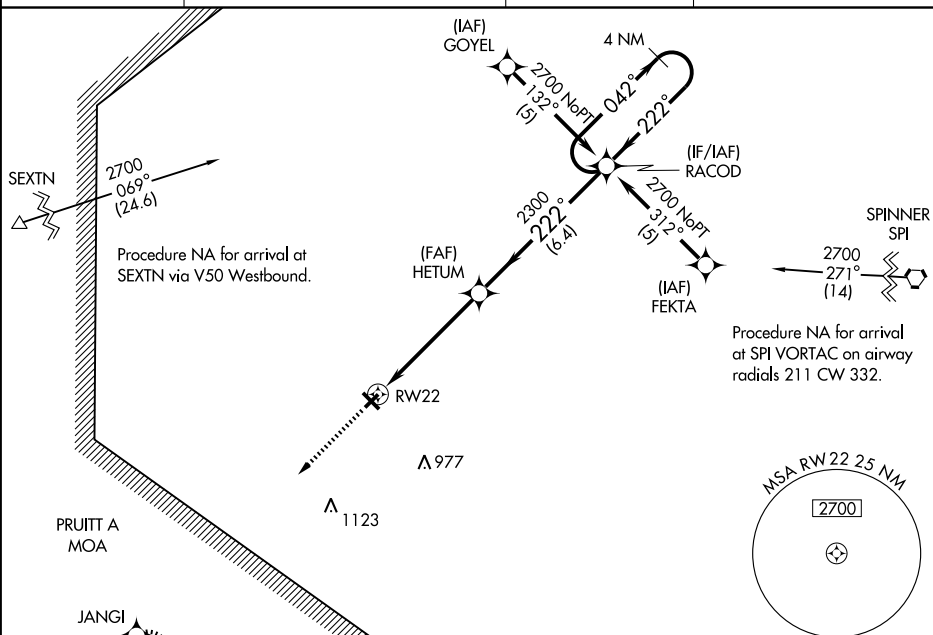 (IAF)
GOYEL
4 NM
2700 NoPT
132°
(5)
042°
222°
(IF/IAF)
RACOD
SEXTN
2700
069°
(24.6)
2300
222°
(6.4)
2700 NoPT
312°
(5)
SPINNER
SPI
Procedure NA for arrival at
SEXTN via V50 Westbound.
(FAF)
HETUM
(IAF)
FEKTA
2700
271°
(14)
Procedure NA for arrival
at SPI VORTAC on airway
radials 211 CW 332.
RW22
977
1123
MSA RW 22 25 NM
2700
PRUITT A
MOA
JANGI